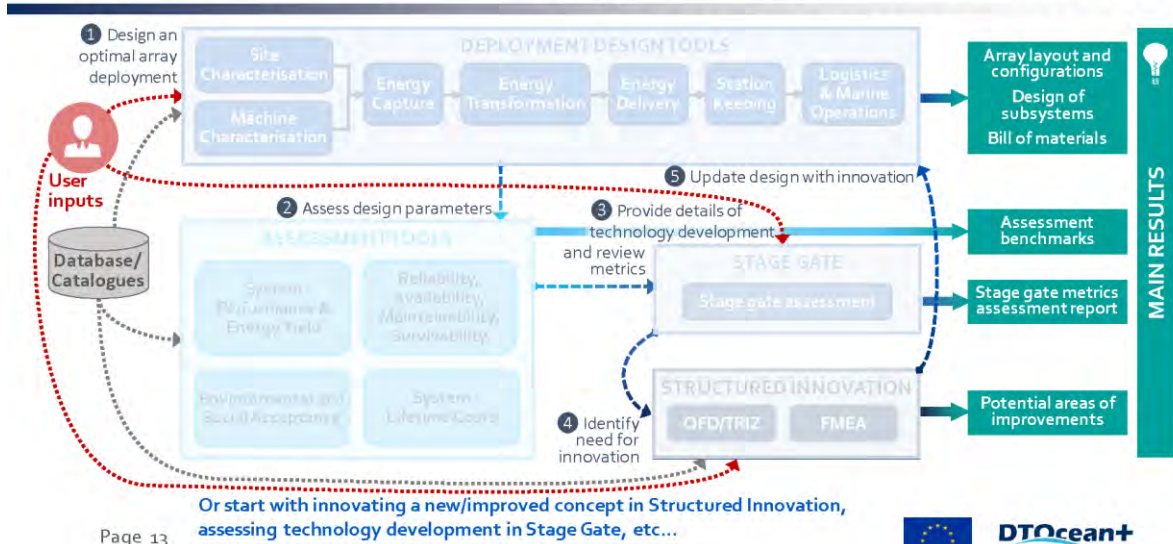 1 Design an
optimal array
deployment
DEPLOYMENT DESIGN TOOLS
Site
Characterisation
Machine
Characterisation
Energy
Capture
Energy
Transformation
Energy
Delivery
Station
Keeping
Logistics
& Marine
Operations
Array layout and
configurations
Design of
subsystems
Bill of materials
MAIN RESULTS
User
inputs
5 Update design with innovation
2 Assess design parameters
3 Provide details of
technology development
and review
metrics
Assessment
benchmarks
Database/
Catalogues
ASSESSMENT TOOLS
System
Performance &
Energy Yield
Reliability,
Availability,
Maintainability,
Survivability
Environmental and
Social Acceptance
System
Lifetime Costs
STAGE GATE
Stage gate assessment
Stage gate metrics
assessment report
STRUCTURED INNOVATION
QFD/TRIZ
FMEA
4 Identify
need for
innovation
Potential areas of
improvements
Or start with innovating a new/improved concept in Structured Innovation,
assessing technology development in Stage Gate, etc...
Page 13
DTOcean+